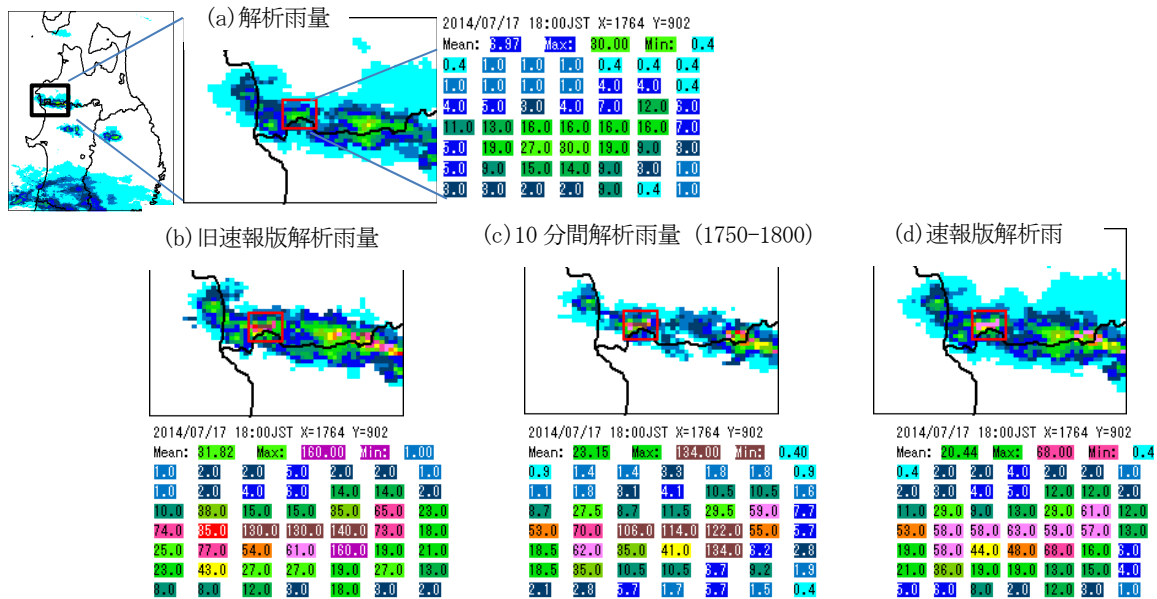 (a)解析雨量
2014/07/17 18:00JST X=1764 Y=902
Mean: 6.97 Max: 30.00 Min: 0.4
0.4 1.0 1.0 1.0 0.4 0.4 0.4
1.0 1.0 1.0 1.0 4.0 4.0 0.4
4.0 5.0 3.0 4.0 7.0 12.0 6.0
11.0 13.0 16.0 16.0 16.0 16.0 7.0
5.0 19.0 27.0 30.0 19.0 9.0 3.0
5.0 9.0 15.0 14.0 9.0 3.0 1.0
3.0 3.0 2.0 2.0 9.0 0.4 1.0
(b)旧速報版解析雨量
(c)10 分間解析雨量 (1750-1800)
(d)速報版解析雨
2014/07/17 18:00JST X=1764 Y=902
Mean: 31.82 Max: 160.00 Min: 1.00
1.0 2.0 2.0 5.0 2.0 2.0 1.0
1.0 2.0 4.0 6.0 14.0 14.0 2.0
10.0 38.0 15.0 15.0 35.0 65.0 23.0
74.0 85.0 130.0 130.0 140.0 73.0 18.0
25.0 77.0 54.0 61.0 160.0 19.0 21.0
23.0 43.0 27.0 27.0 19.0 27.0 13.0
8.0 8.0 12.0 3.0 18.0 3.0 2.0
2014/07/17 18:00JST X=1764 Y=902
Mean: 23.15 Max: 134.00 Min: 0.40
0.9 1.4 1.4 3.3 1.8 1.8 0.9
1.1 1.8 3.1 4.1 10.5 10.5 1.6
8.7 27.5 8.7 11.5 29.5 59.0 7.7
53.0 70.0 106.0 114.0 122.0 55.0 5.7
18.5 62.0 35.0 41.0 134.0 6.2 2.8
18.5 35.0 10.5 10.5 6.7 9.2 1.9
2.1 2.8 5.7 1.7 5.7 1.5 0.4
2014/07/17 18:00JST X=1764 Y=902
Mean: 20.44 Max: 68.00 Min: 0.4
0.4 2.0 2.0 4.0 2.0 2.0 1.0
2.0 3.0 4.0 5.0 12.0 12.0 2.0
11.0 29.0 9.0 13.0 29.0 61.0 12.0
53.0 58.0 58.0 63.0 59.0 57.0 13.0
19.0 58.0 44.0 48.0 68.0 16.0 6.0
21.0 36.0 19.0 19.0 13.0 15.0 10.0
5.0 6.0 8.0 2.0 12.0 3.0 1.0